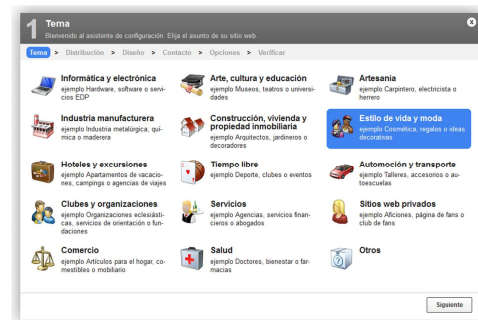 1 Tema
Bienvenido al asistente de configuración. Elija el asunto de su sitio web.
Tema > Distribución > Diseño > Contacto > Opciones > Verificar
Informática y electrónica
ejemplo Hardware, software o servi-
cios EDP
Arte, cultura y educación
ejemplo Museos, teatros o universi-
dades
Artesanía
ejemplo Carpintero, electricista o
herrero
Industria manufacturera
ejemplo Industria metalúrgica, quí-
mica o maderera
Construcción, vivienda y
propiedad inmobiliaria
ejemplo Arquitectos, jardineros o
decoradores
Estilo de vida y moda
ejemplo Cosmética, regalos o ideas
decorativas
Hoteles y excursiones
ejemplo Apartamentos de vacacio-
nes, campings o agencias de viajes
Tiempo libre
ejemplo Deporte, clubes o eventos
Automoción y transporte
ejemplo Talleres, accesorios o au-
toescuelas
Clubes y organizaciones
ejemplo Organizaciones eclesiásti-
cas, servicios de orientación o fun-
daciones
Servicios
ejemplo Agencias, servicios finan-
cieros o abogados
Sitios web privados
ejemplo Aficiones, página de fans o
club de fans
Comercio
ejemplo Artículos para el hogar, co-
mestibles o mobiliario
Salud
ejemplo Doctores, bienestar o far-
macias
Otros
Siguiente